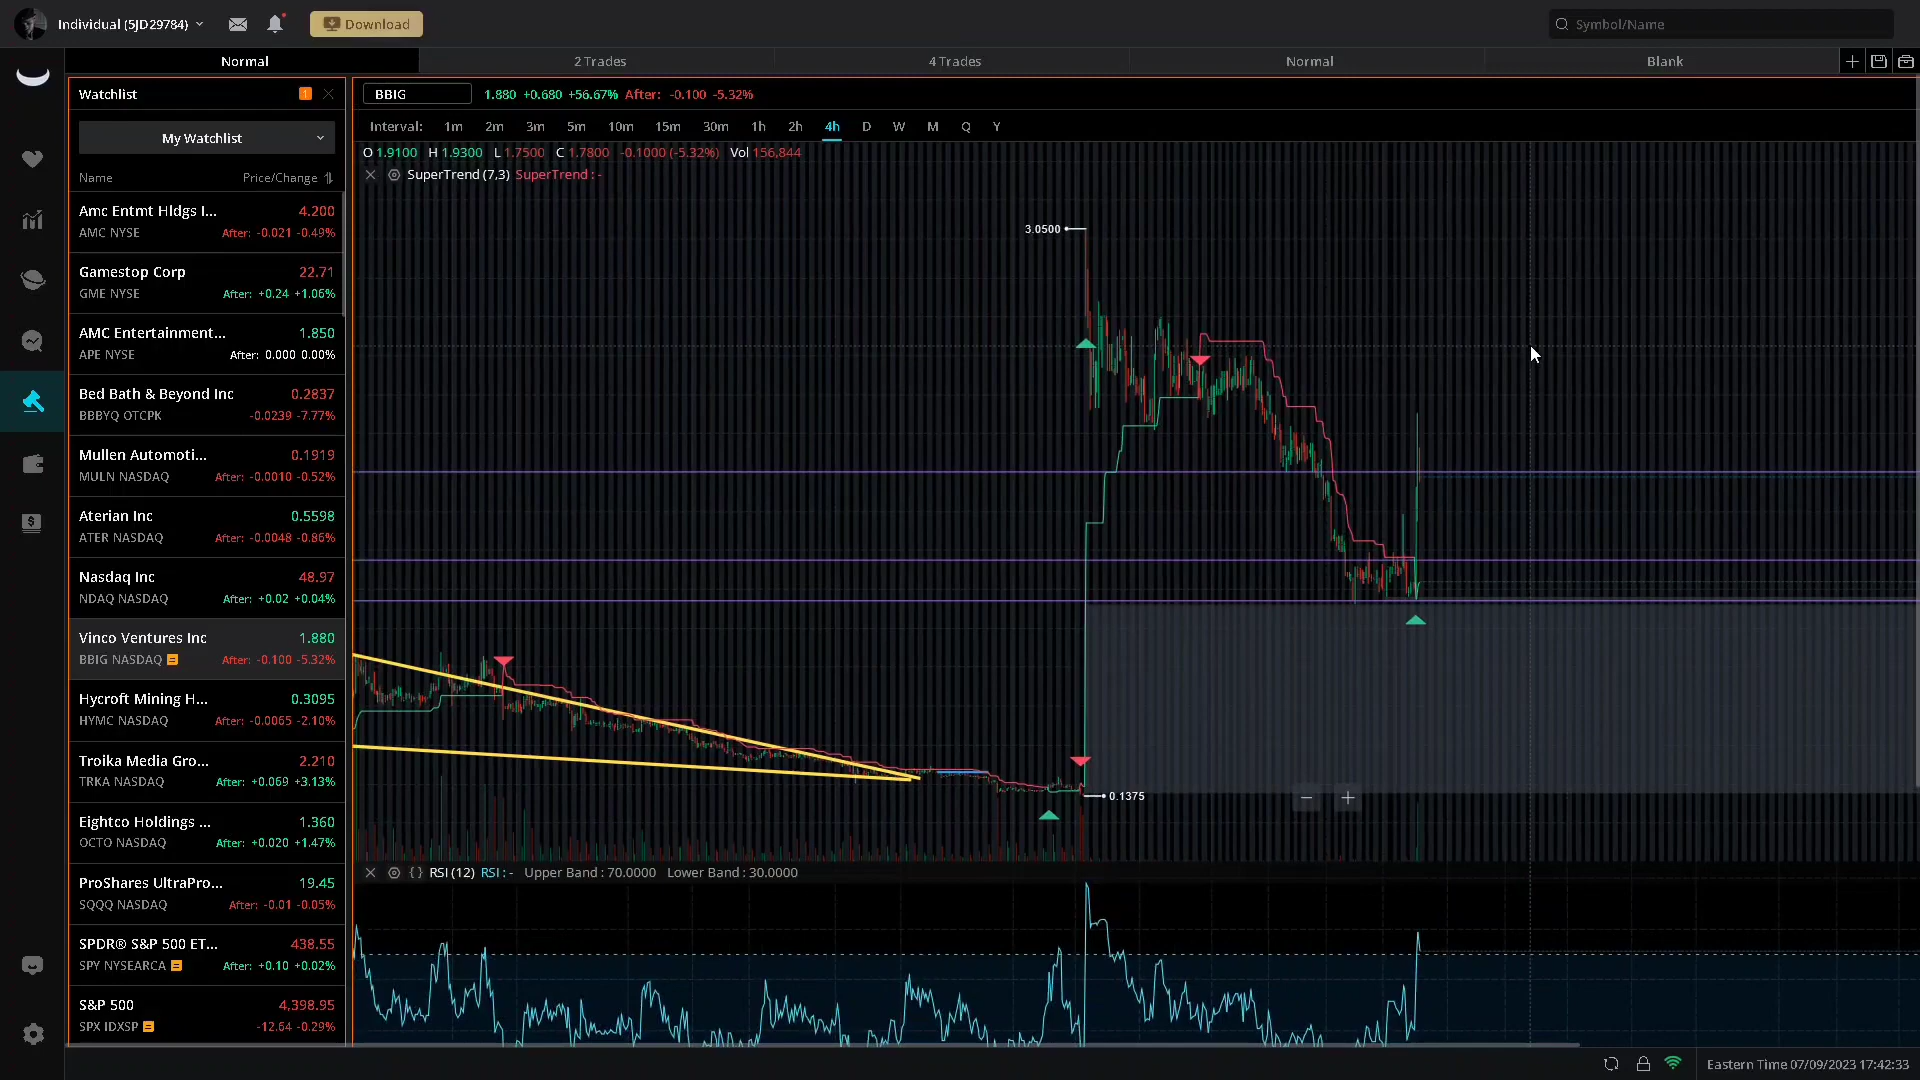 Individual (5JD29784)
Download
Symbol/Name
Normal
2 Trades
4 Trades
Normal
Blank
Watchlist
1
My Watchlist
Name Price/Change
Amc Entmt Hldgs I... 4.200
AMC NYSE After: -0.021 -0.49%
Gamestop Corp 22.71
GME NYSE After: +0.24 +1.06%
AMC Entertainment... 1.850
APE NYSE After: 0.000 0.00%
Bed Bath & Beyond Inc 0.2837
BBBYQ OTCPK -0.0239 -7.77%
Mullen Automoti... 0.1919
MULN NASDAQ After: -0.0010 -0.52%
Aterian Inc 0.5598
ATER NASDAQ After: -0.0048 -0.86%
Nasdaq Inc 48.97
NDAQ NASDAQ After: +0.02 +0.04%
Vinco Ventures Inc 1.880
BBIG NASDAQ After: -0.100 -5.32%
Hycroft Mining H... 0.3095
HYMC NASDAQ After: -0.0065 -2.10%
Troika Media Gro... 2.210
TRKA NASDAQ After: +0.069 +3.13%
Eightco Holdings ... 1.360
OCTO NASDAQ After: +0.020 +1.47%
ProShares UltraPro... 19.45
SQQQ NASDAQ After: -0.01 -0.05%
SPDR® S&P 500 ET... 438.55
SPY NYSEARCA After: +0.10 +0.02%
S&P 500 4,398.95
SPX IDXSP -12.64 -0.29%
BBIG 1.880 +0.680 +56.67% After: -0.100 -5.32%
Interval: 1m 2m 3m 5m 10m 15m 30m 1h 2h 4h D W M Q Y
O 1.9100 H 1.9300 L 1.7500 C 1.7800 -0.1000 (-5.32%) Vol 156,844
SuperTrend (7,3) SuperTrend : -
3.0500
0.1375
RSI (12) RSI : - Upper Band : 70.0000 Lower Band : 30.0000
Eastern Time 07/09/2023 17:42:33